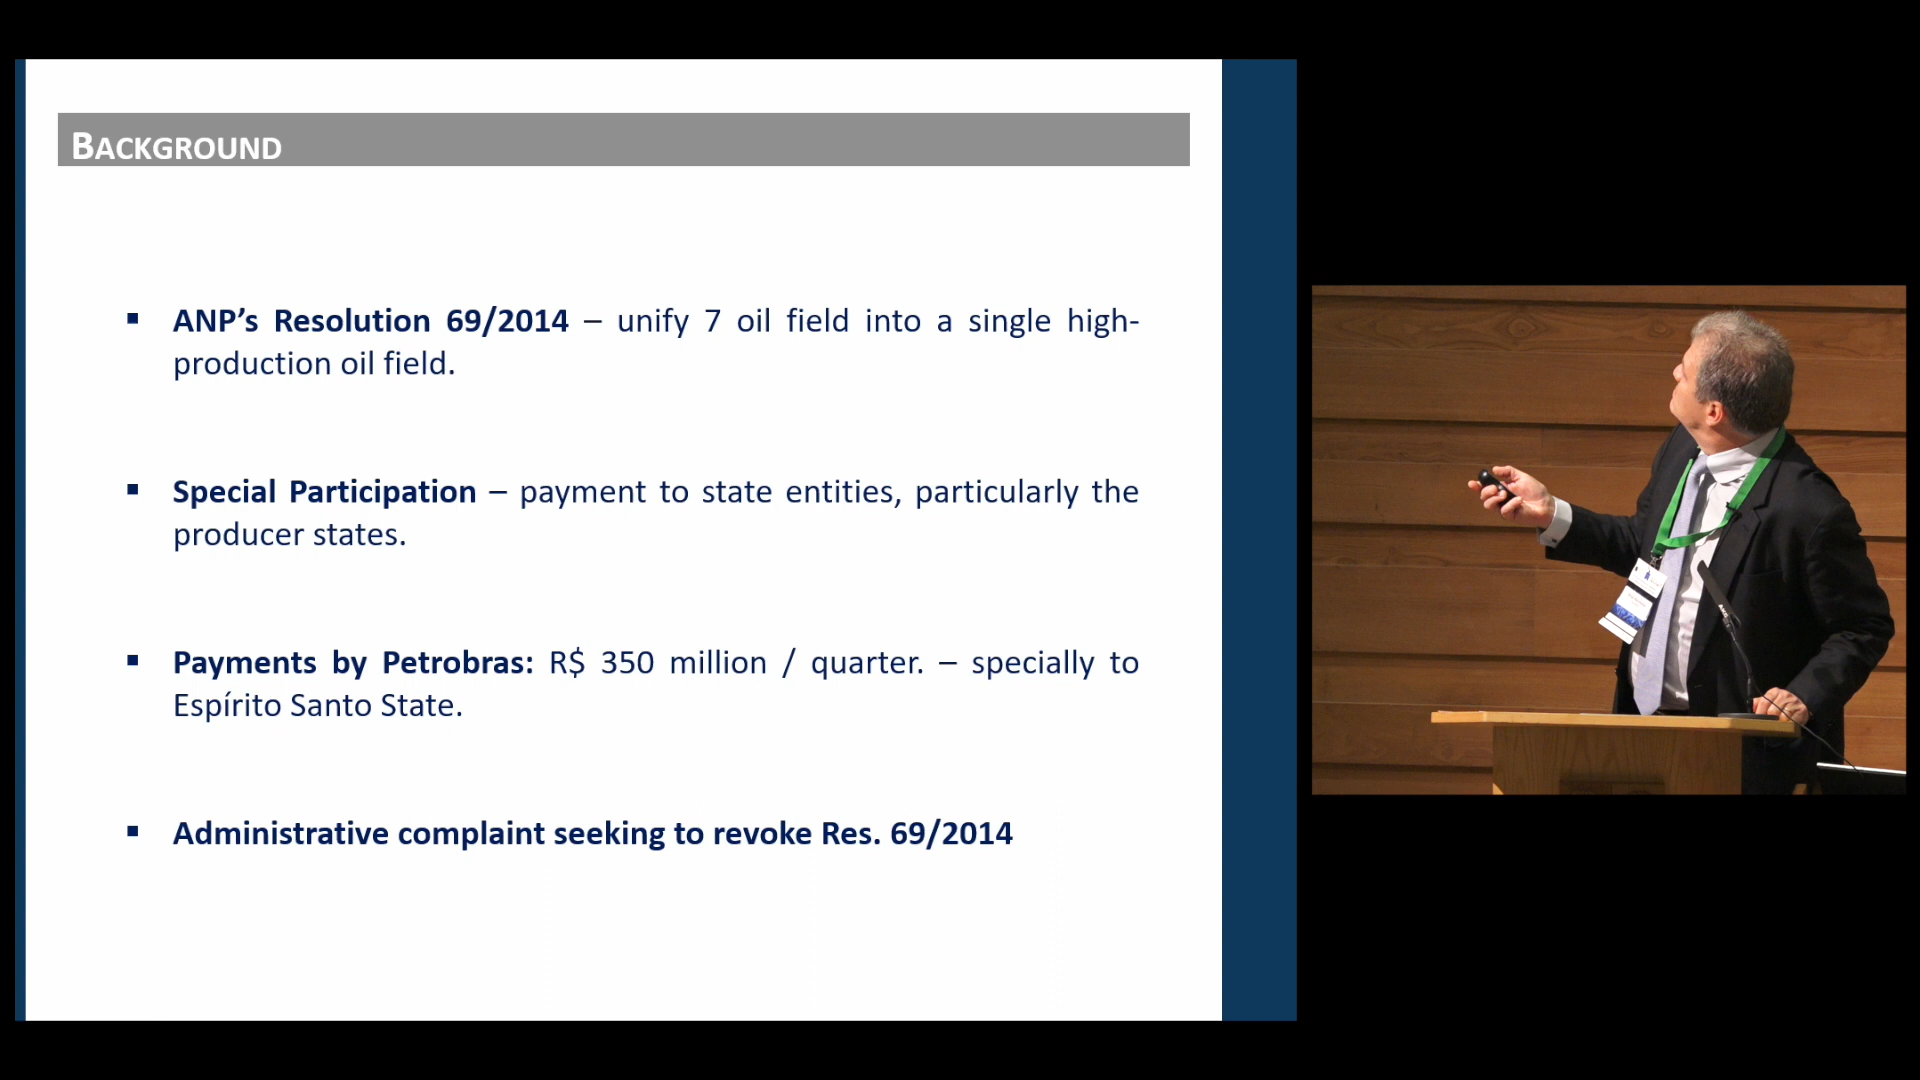 BACKGROUND
▪ ANP’s Resolution 69/2014 – unify 7 oil field into a single high-
production oil field.
▪ Special Participation – payment to state entities, particularly the
producer states.
▪ Payments by Petrobras: R$ 350 million / quarter. – specially to
Espírito Santo State.
▪ Administrative complaint seeking to revoke Res. 69/2014